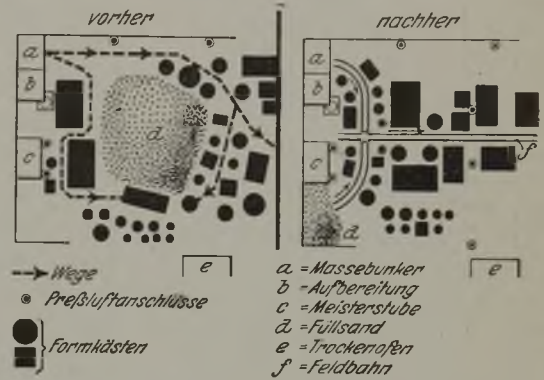 vorher
nachher
a
b
c
d
e
a
b
c
d
e
f
Wege
Preßluftanschlüsse
Formkästen
a = Massebunker
b = Aufbereitung
c = Meisterstube
d = Füllsand
e = Trockenofen
f = Feldbahn